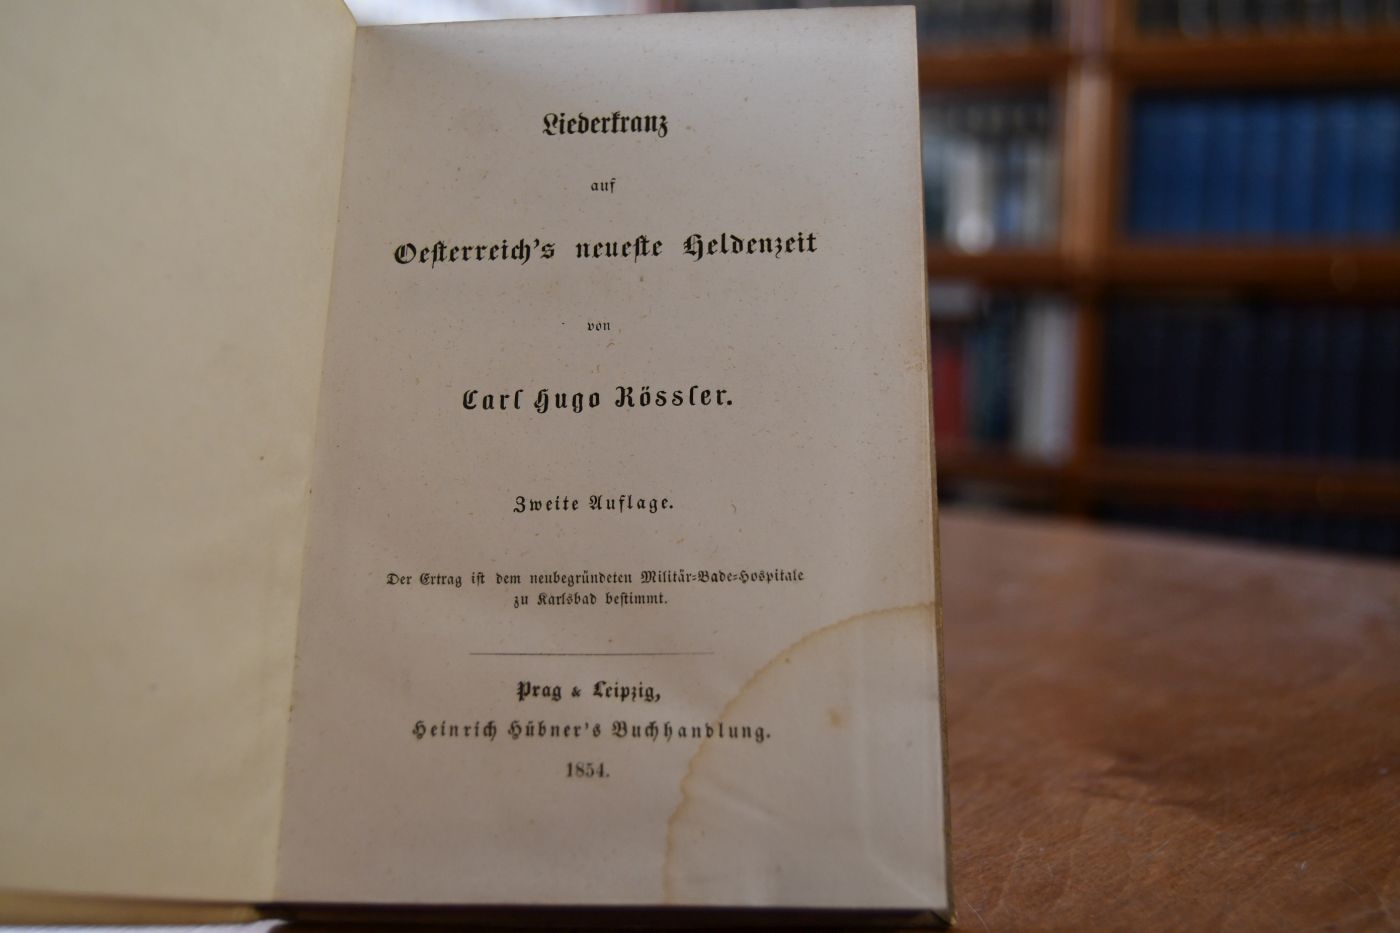 Liederkranz
auf
Oesterreich's neueste Heldenzeit
von
Carl Hugo Rössler.
Zweite Auflage.
Der Ertrag ist dem neubegründeten Militär-Bade-Hospitale
zu Karlsbad bestimmt.
Prag & Leipzig,
Heinrich Hübner's Buchhandlung.
1854.